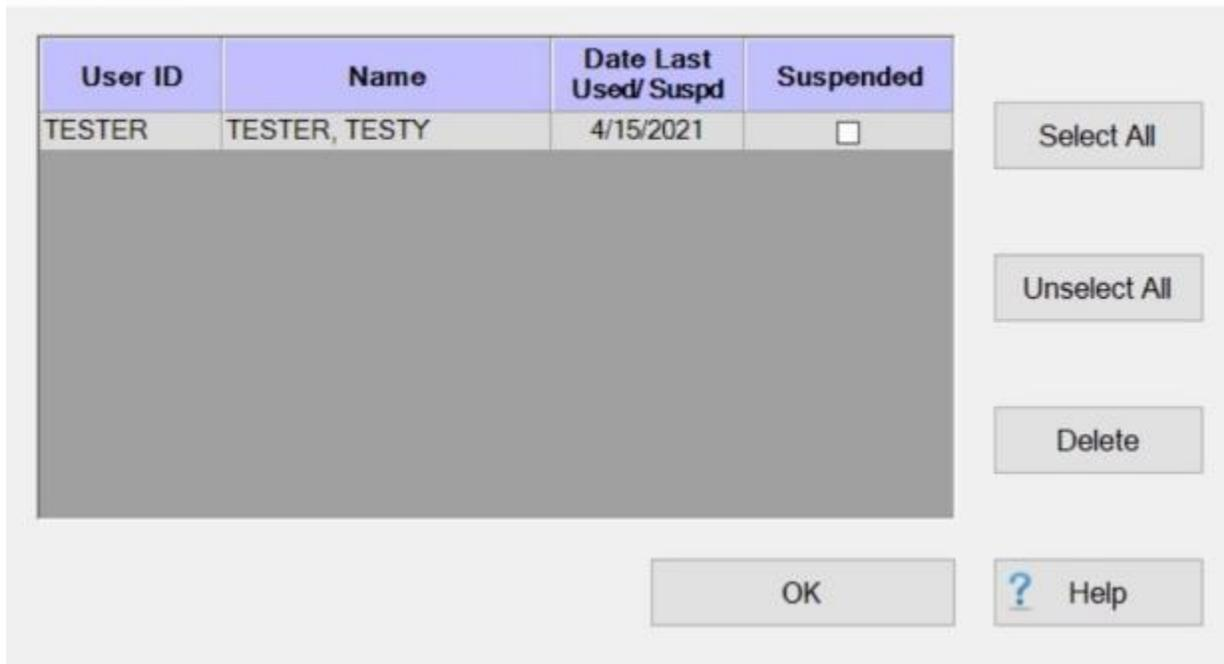 User ID Name Date Last Used/ Suspd Suspended
TESTER TESTER, TESTY 4/15/2021
Select All
Unselect All
Delete
OK
? Help